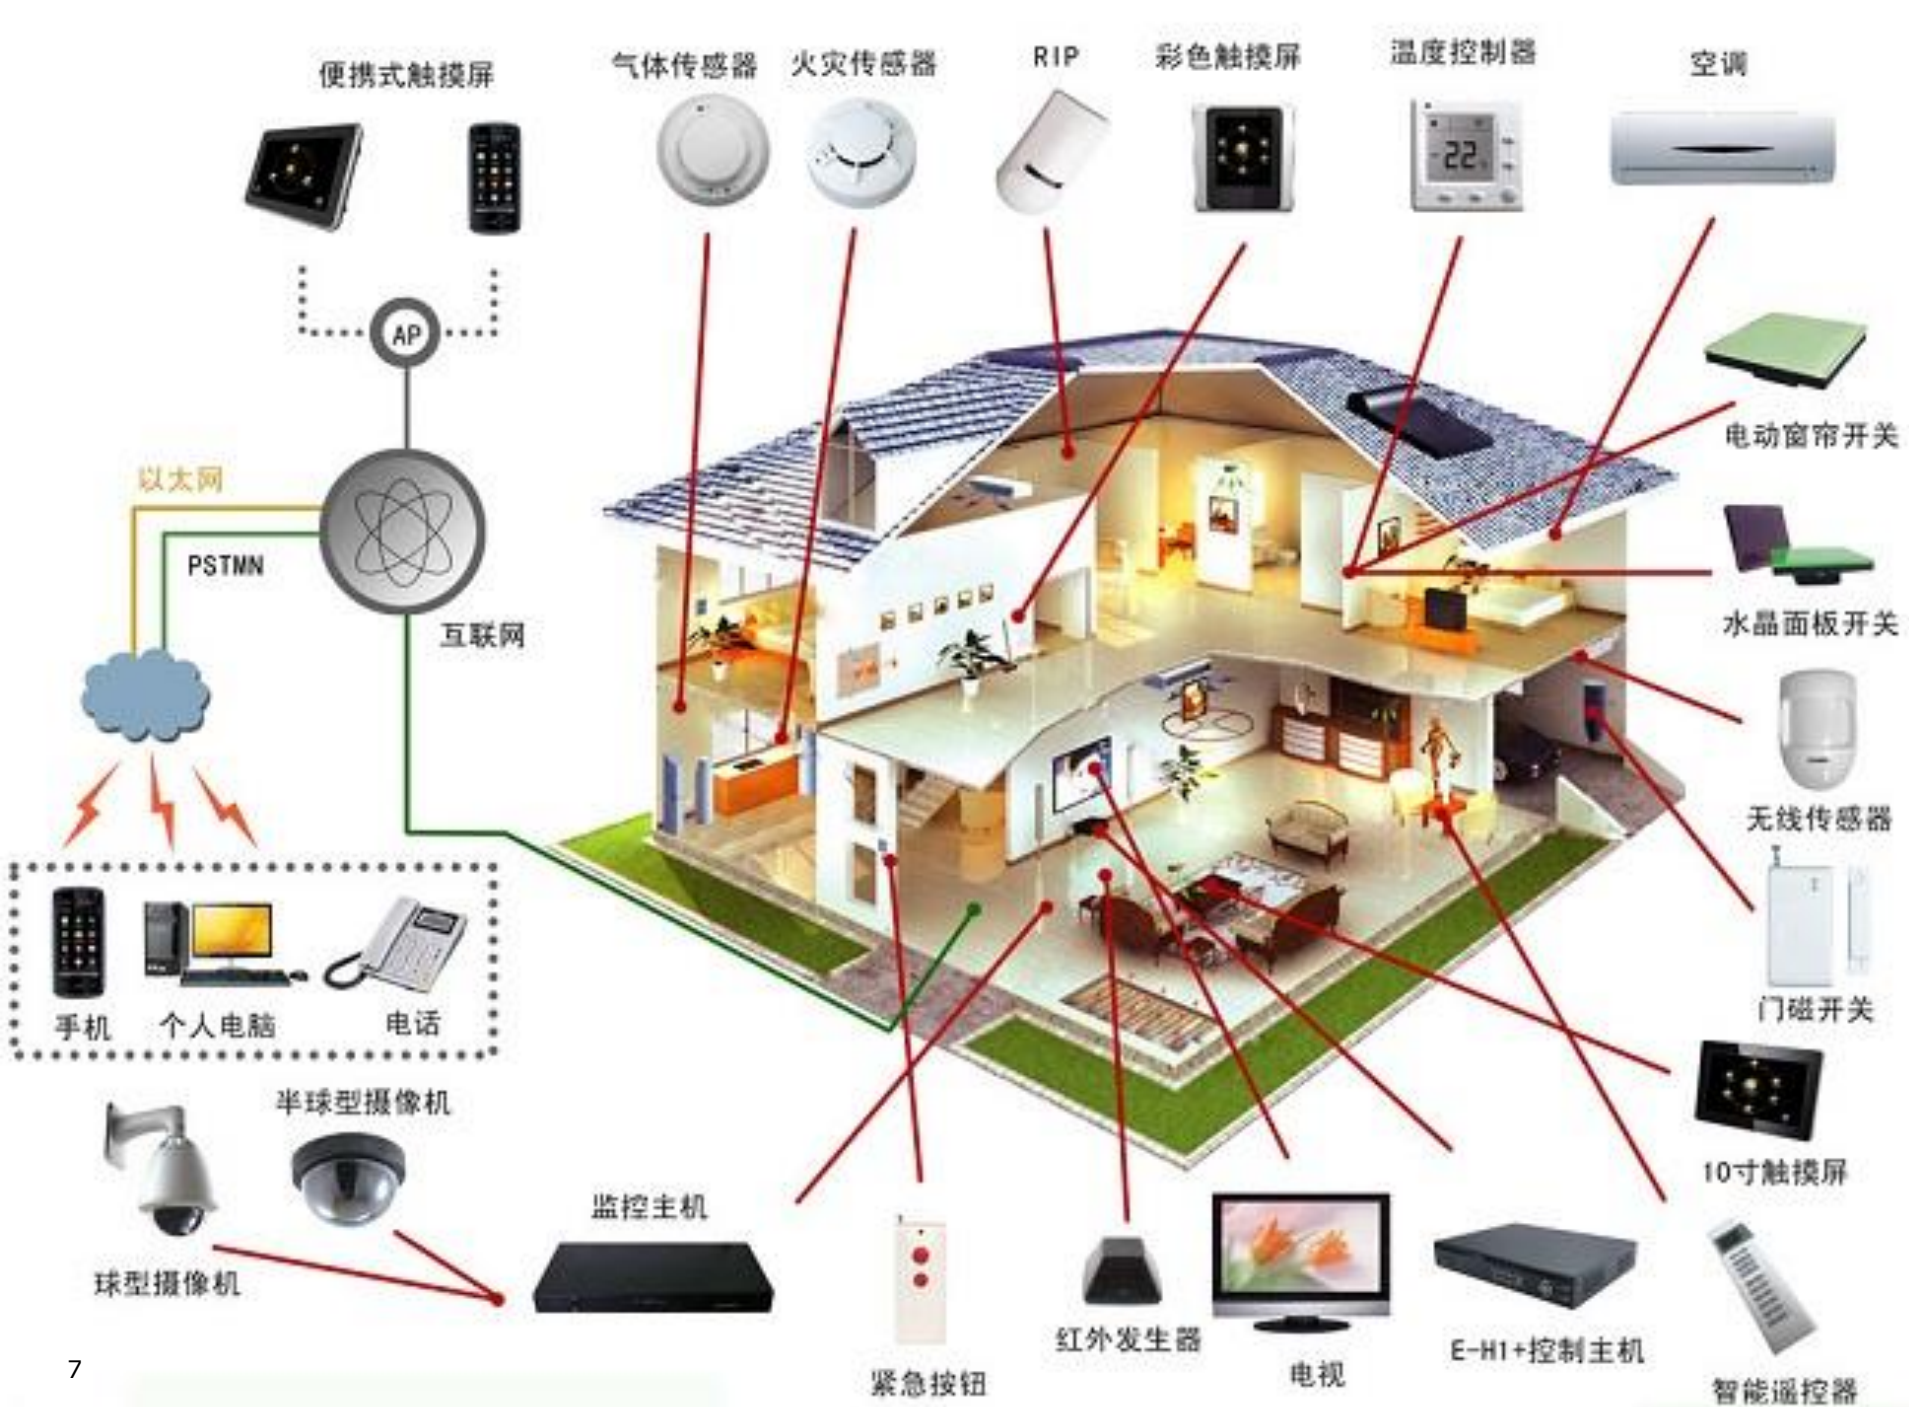 便携式触摸屏
气体传感器
火灾传感器
RIP
彩色触摸屏
温度控制器
空调
22
AP
电动窗帘开关
以太网
PSTMN
互联网
水晶面板开关
无线传感器
门磁开关
手机
个人电脑
电话
半球型摄像机
10寸触摸屏
监控主机
球型摄像机
红外发生器
E-H1+控制主机
电视
紧急按钮
智能遥控器
7